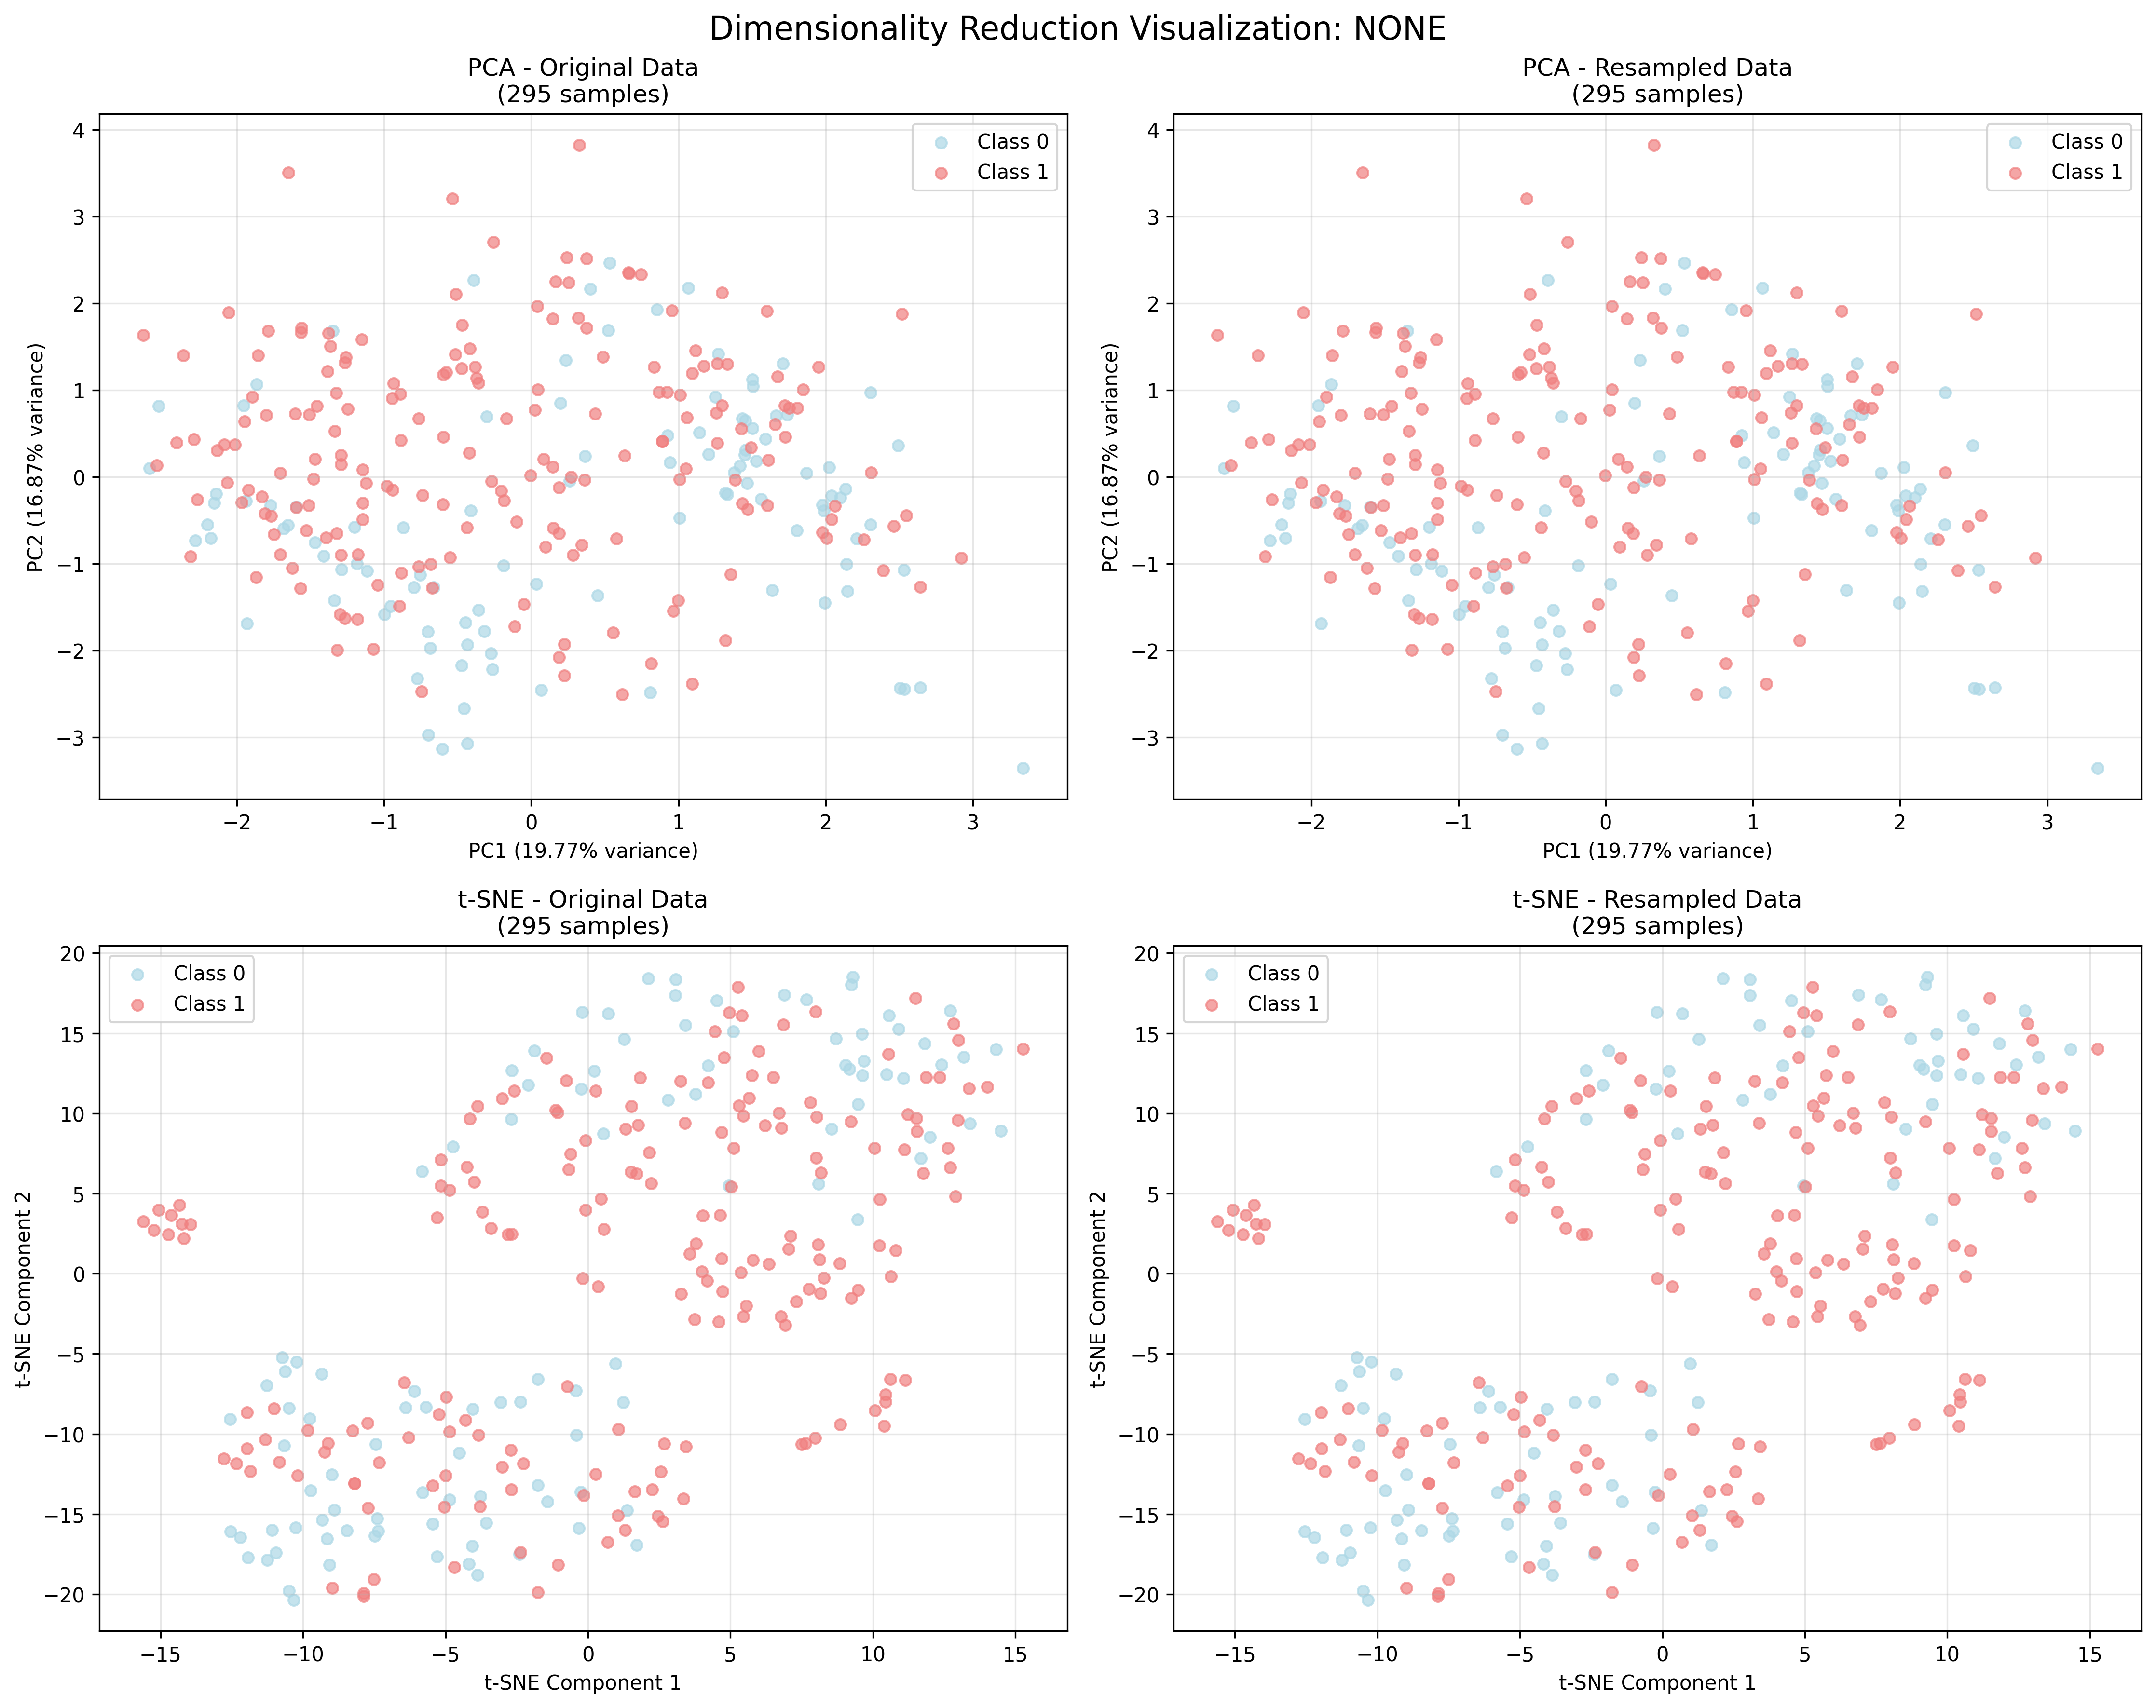 Dimensionality Reduction Visualization: NONE
PCA - Original Data
(295 samples)
Class 0
Class 1
4
3
2
1
0
−1
−2
−3
PC2 (16.87% variance)
−2 −1 0 1 2 3
PC1 (19.77% variance)
PCA - Resampled Data
(295 samples)
Class 0
Class 1
4
3
2
1
0
−1
−2
−3
PC2 (16.87% variance)
−2 −1 0 1 2 3
PC1 (19.77% variance)
t-SNE - Original Data
(295 samples)
Class 0
Class 1
20
15
10
5
0
−5
−10
−15
−20
t-SNE Component 2
−15 −10 −5 0 5 10 15
t-SNE Component 1
t-SNE - Resampled Data
(295 samples)
Class 0
Class 1
20
15
10
5
0
−5
−10
−15
−20
t-SNE Component 2
−15 −10 −5 0 5 10 15
t-SNE Component 1